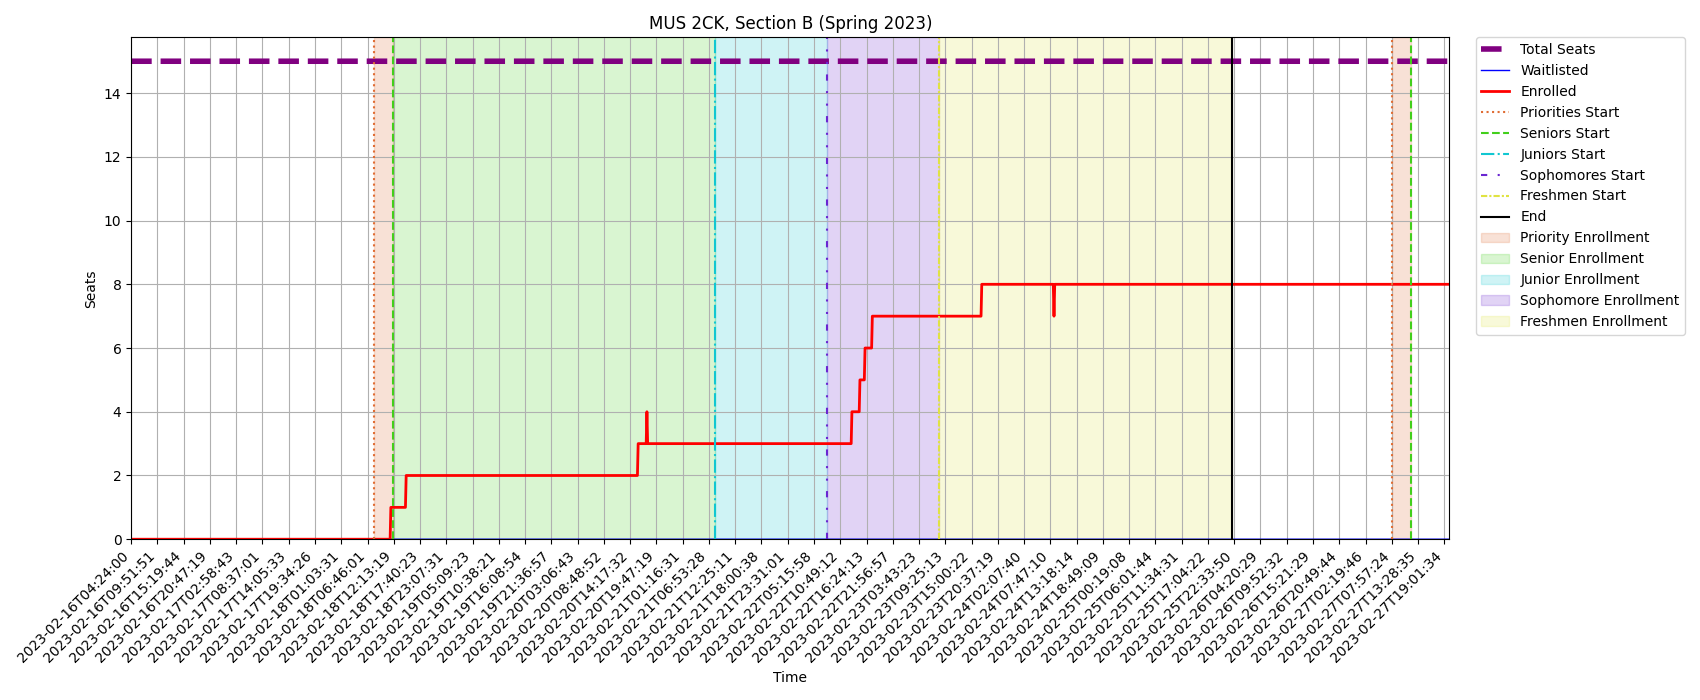 MUS 2CK, Section B (Spring 2023)
Seats
14
12
10
8
6
4
2
0
2023-02-16T04:24:00
2023-02-16T09:51:51
2023-02-16T15:19:44
2023-02-16T20:47:19
2023-02-17T02:58:43
2023-02-17T08:37:01
2023-02-17T14:05:33
2023-02-17T19:34:26
2023-02-18T01:03:31
2023-02-18T06:46:01
2023-02-18T12:13:19
2023-02-18T17:40:23
2023-02-18T23:07:31
2023-02-19T05:09:23
2023-02-19T10:38:21
2023-02-19T16:08:54
2023-02-19T21:36:57
2023-02-20T03:06:43
2023-02-20T08:48:52
2023-02-20T14:17:32
2023-02-20T19:47:19
2023-02-21T01:16:31
2023-02-21T06:53:28
2023-02-21T12:25:11
2023-02-21T18:00:38
2023-02-21T23:31:01
2023-02-22T05:15:58
2023-02-22T10:49:12
2023-02-22T16:24:13
2023-02-22T21:56:57
2023-02-23T03:43:23
2023-02-23T09:25:13
2023-02-23T15:00:22
2023-02-23T20:37:19
2023-02-24T02:07:40
2023-02-24T07:47:10
2023-02-24T13:18:14
2023-02-24T18:49:09
2023-02-25T00:19:08
2023-02-25T06:01:44
2023-02-25T11:34:31
2023-02-25T17:04:22
2023-02-25T22:33:50
2023-02-26T04:20:29
2023-02-26T09:52:32
2023-02-26T15:21:29
2023-02-26T20:49:44
2023-02-27T02:19:46
2023-02-27T07:57:24
2023-02-27T13:28:35
2023-02-27T19:01:34
Time
Total Seats
Waitlisted
Enrolled
Priorities Start
Seniors Start
Juniors Start
Sophomores Start
Freshmen Start
End
Priority Enrollment
Senior Enrollment
Junior Enrollment
Sophomore Enrollment
Freshmen Enrollment